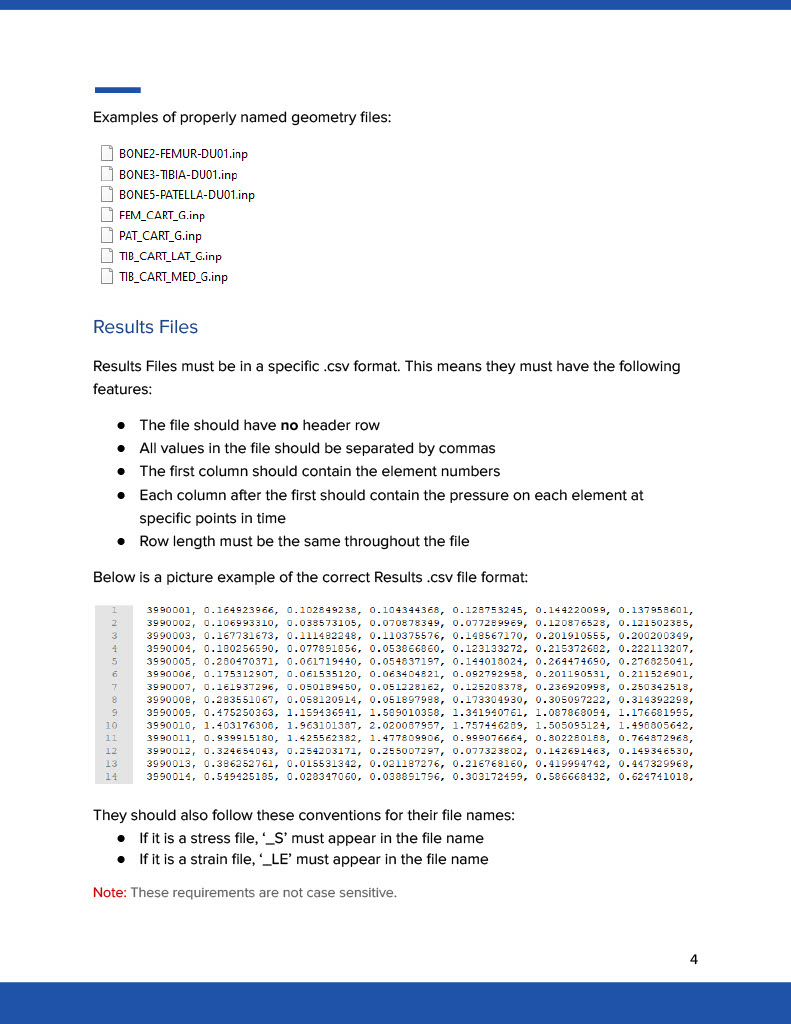 Examples of properly named geometry files:
BONE2-FEMUR-DU01.inp
BONE3-TIBIA-DU01.inp
BONE5-PATELLA-DU01.inp
FEM_CART_G.inp
PAT_CART_G.inp
TIB_CART_LAT_G.inp
TIB_CART_MED_G.inp
Results Files
Results Files must be in a specific .csv format. This means they must have the following
features:
● The file should have no header row
● All values in the file should be separated by commas
● The first column should contain the element numbers
● Each column after the first should contain the pressure on each element at
specific points in time
● Row length must be the same throughout the file
Below is a picture example of the correct Results .csv file format:
1 3990001, 0.164923966, 0.102849238, 0.104344368, 0.128753245, 0.144220099, 0.137958601,
2 3990002, 0.106993310, 0.038573105, 0.070878349, 0.077289969, 0.120876528, 0.121502385,
3 3990003, 0.167731673, 0.111482248, 0.110375576, 0.148567170, 0.201910555, 0.200200349,
4 3990004, 0.180256590, 0.077891856, 0.053866860, 0.123133272, 0.215372682, 0.222113207,
5 3990005, 0.280470371, 0.061719440, 0.054837197, 0.144018024, 0.264474690, 0.276825041,
6 3990006, 0.175312907, 0.061535120, 0.063404821, 0.092792958, 0.201190531, 0.211526901,
7 3990007, 0.161937296, 0.050189450, 0.051228162, 0.125208378, 0.236920998, 0.250342518,
8 3990008, 0.283551067, 0.058120914, 0.051897988, 0.173304930, 0.305097222, 0.314392298,
9 3990009, 0.475250363, 1.159436941, 1.589010358, 1.341940761, 1.087868094, 1.176681995,
10 3990010, 1.403176308, 1.963101387, 2.020087957, 1.757446289, 1.505095124, 1.498805642,
11 3990011, 0.939915180, 1.425562382, 1.477809906, 0.999076664, 0.802280188, 0.764872968,
12 3990012, 0.324654043, 0.254203171, 0.255007297, 0.077323802, 0.142691463, 0.149346530,
13 3990013, 0.386252761, 0.015531342, 0.021187276, 0.216768160, 0.419994742, 0.447329968,
14 3990014, 0.549425185, 0.028347060, 0.038891796, 0.303172499, 0.586668432, 0.624741018,
They should also follow these conventions for their file names:
● If it is a stress file, ‘_S’ must appear in the file name
● If it is a strain file, ‘_LE’ must appear in the file name
Note: These requirements are not case sensitive.
4